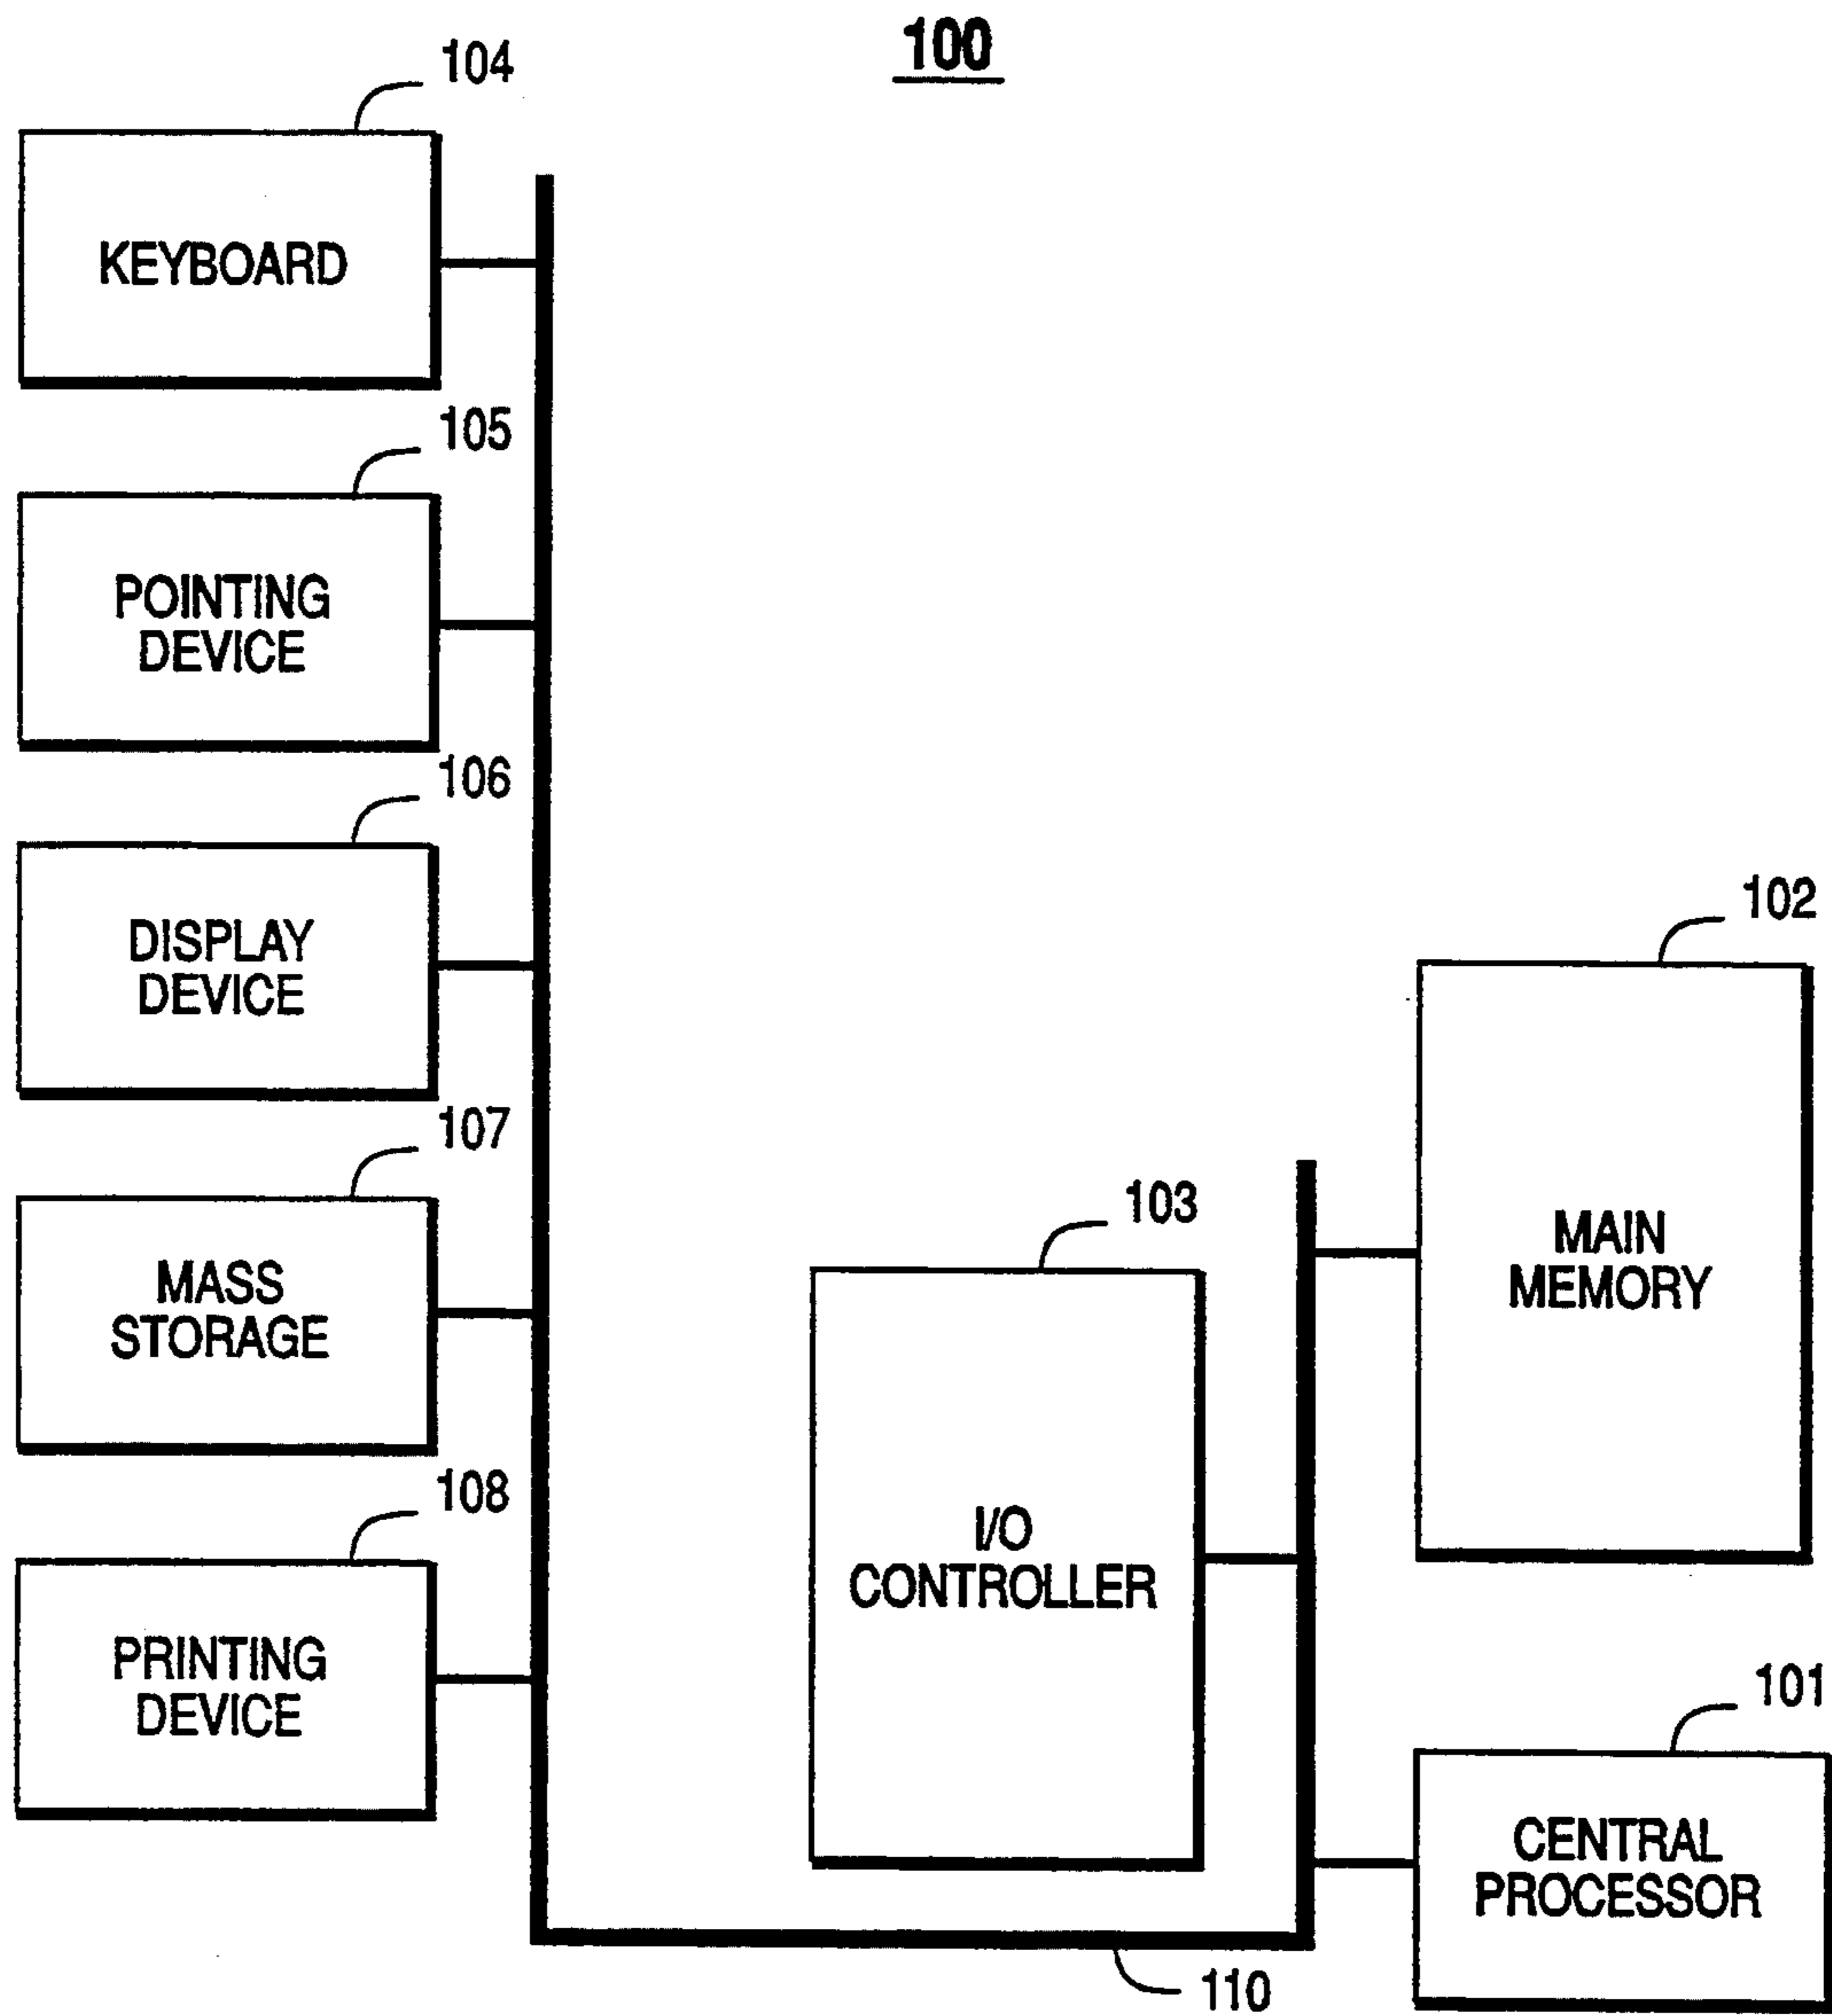 100
104
KEYBOARD
105
POINTING
DEVICE
106
DISPLAY
DEVICE
107
MASS
STORAGE
108
PRINTING
DEVICE
103
I/O
CONTROLLER
102
MAIN
MEMORY
101
CENTRAL
PROCESSOR
110